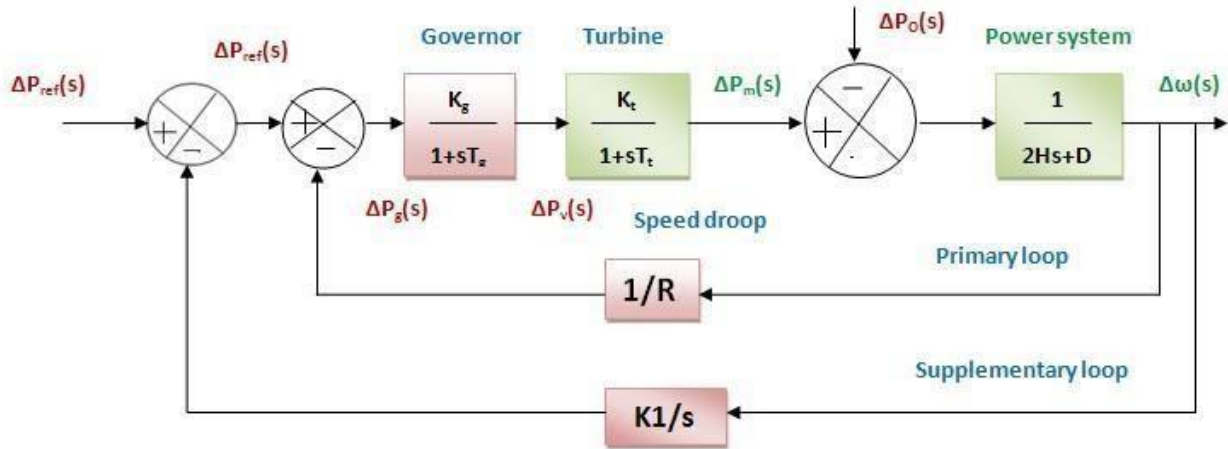 ΔP_ref(s)
ΔP_ref(s)
Governor
Turbine
ΔP_D(s)
Power system
K_g
1+sT_g
K_t
1+sT_t
ΔP_m(s)
1
2Hs+D
Δω(s)
+
−
+
−
−
+
ΔP_g(s)
ΔP_v(s)
Speed droop
1/R
Primary loop
Supplementary loop
K1/s